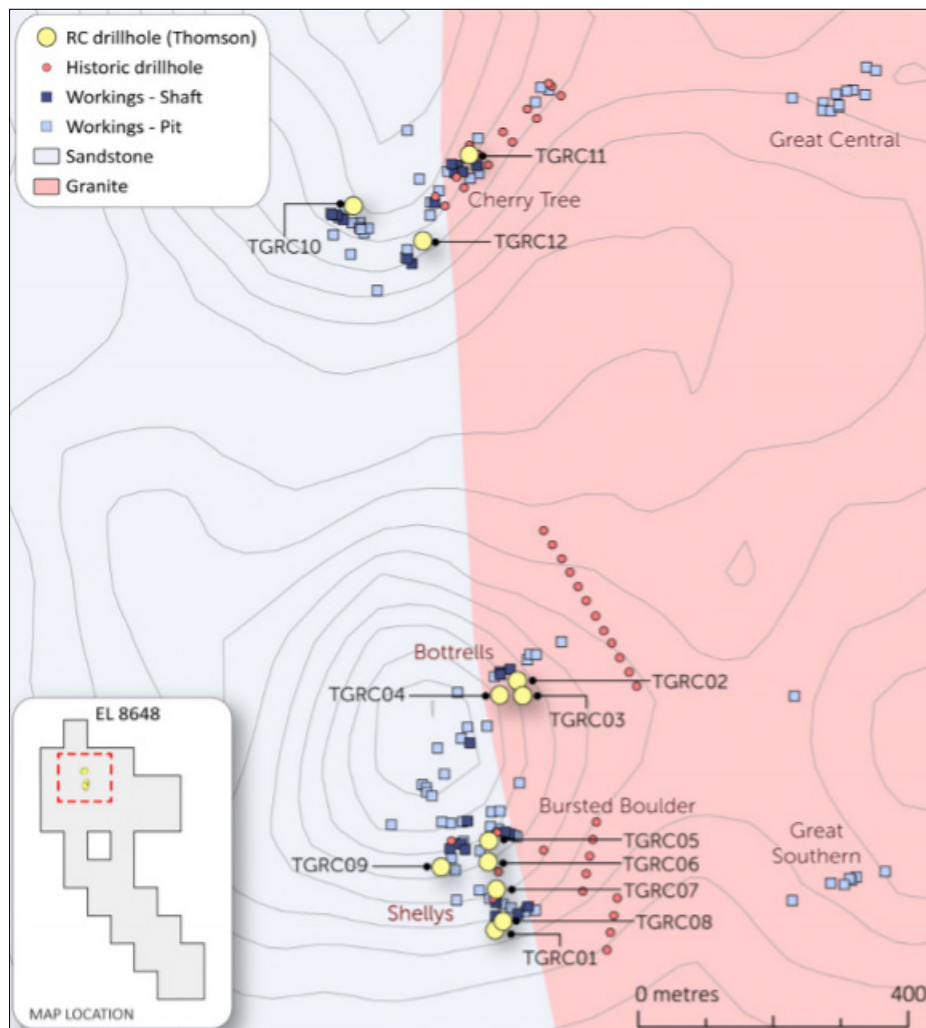 RC drillhole (Thomson)
Historic drillhole
Workings - Shaft
Workings - Pit
Sandstone
Granite
Great Central
TGRC11
Cherry Tree
TGRC10
TGRC12
Bottrells
TGRC02
TGRC04
TGRC03
EL 8648
Bursted Boulder
TGRC05
Great
Southern
TGRC09
TGRC06
TGRC07
Shellys
TGRC08
TGRC01
0 metres
400
MAP LOCATION